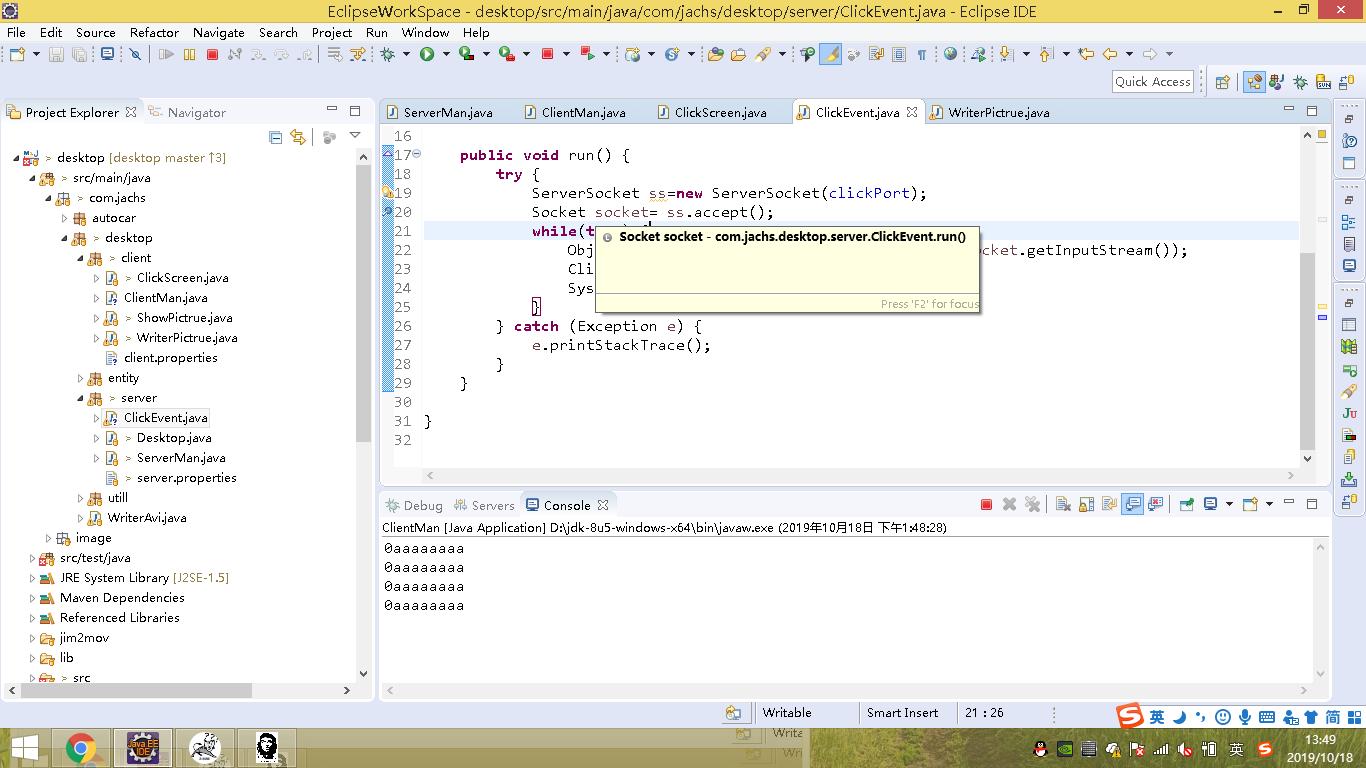 EclipseWorkSpace - desktop/src/main/java/com/jachs/desktop/server/ClickEvent.java - Eclipse IDE
File Edit Source Refactor Navigate Search Project Run Window Help
Quick Access
Project Explorer Navigator
> desktop [desktop master ↑3]
> src/main/java
> com.jachs
autocar
> desktop
> client
> ClickScreen.java
> ClientMan.java
> ShowPictrue.java
> WriterPictrue.java
client.properties
entity
> server
ClickEvent.java
> Desktop.java
> ServerMan.java
> server.properties
utill
> WriterAvi.java
image
src/test/java
JRE System Library [J2SE-1.5]
Maven Dependencies
Referenced Libraries
jim2mov
lib
> src
ServerMan.java ClientMan.java ClickScreen.java ClickEvent.java WriterPictrue.java
16
17 public void run() {
18 try {
19 ServerSocket ss=new ServerSocket(clickPort);
20 Socket socket= ss.accept();
21 while(t
22 Obj ocket.getInputStream());
23 Cli
24 Sys
25 }
26 } catch (Exception e) {
27 e.printStackTrace();
28 }
29 }
30
31 }
32
Socket socket - com.jachs.desktop.server.ClickEvent.run()
Press 'F2' for focus
Debug Servers Console
ClientMan [Java Application] D:\jdk-8u5-windows-x64\bin\javaw.exe (2019年10月18日 下午1:48:28)
0aaaaaaaa
0aaaaaaaa
0aaaaaaaa
0aaaaaaaa
Writable Smart Insert 21 : 26
英 简
Java EE IDE
英
13:49
2019/10/18